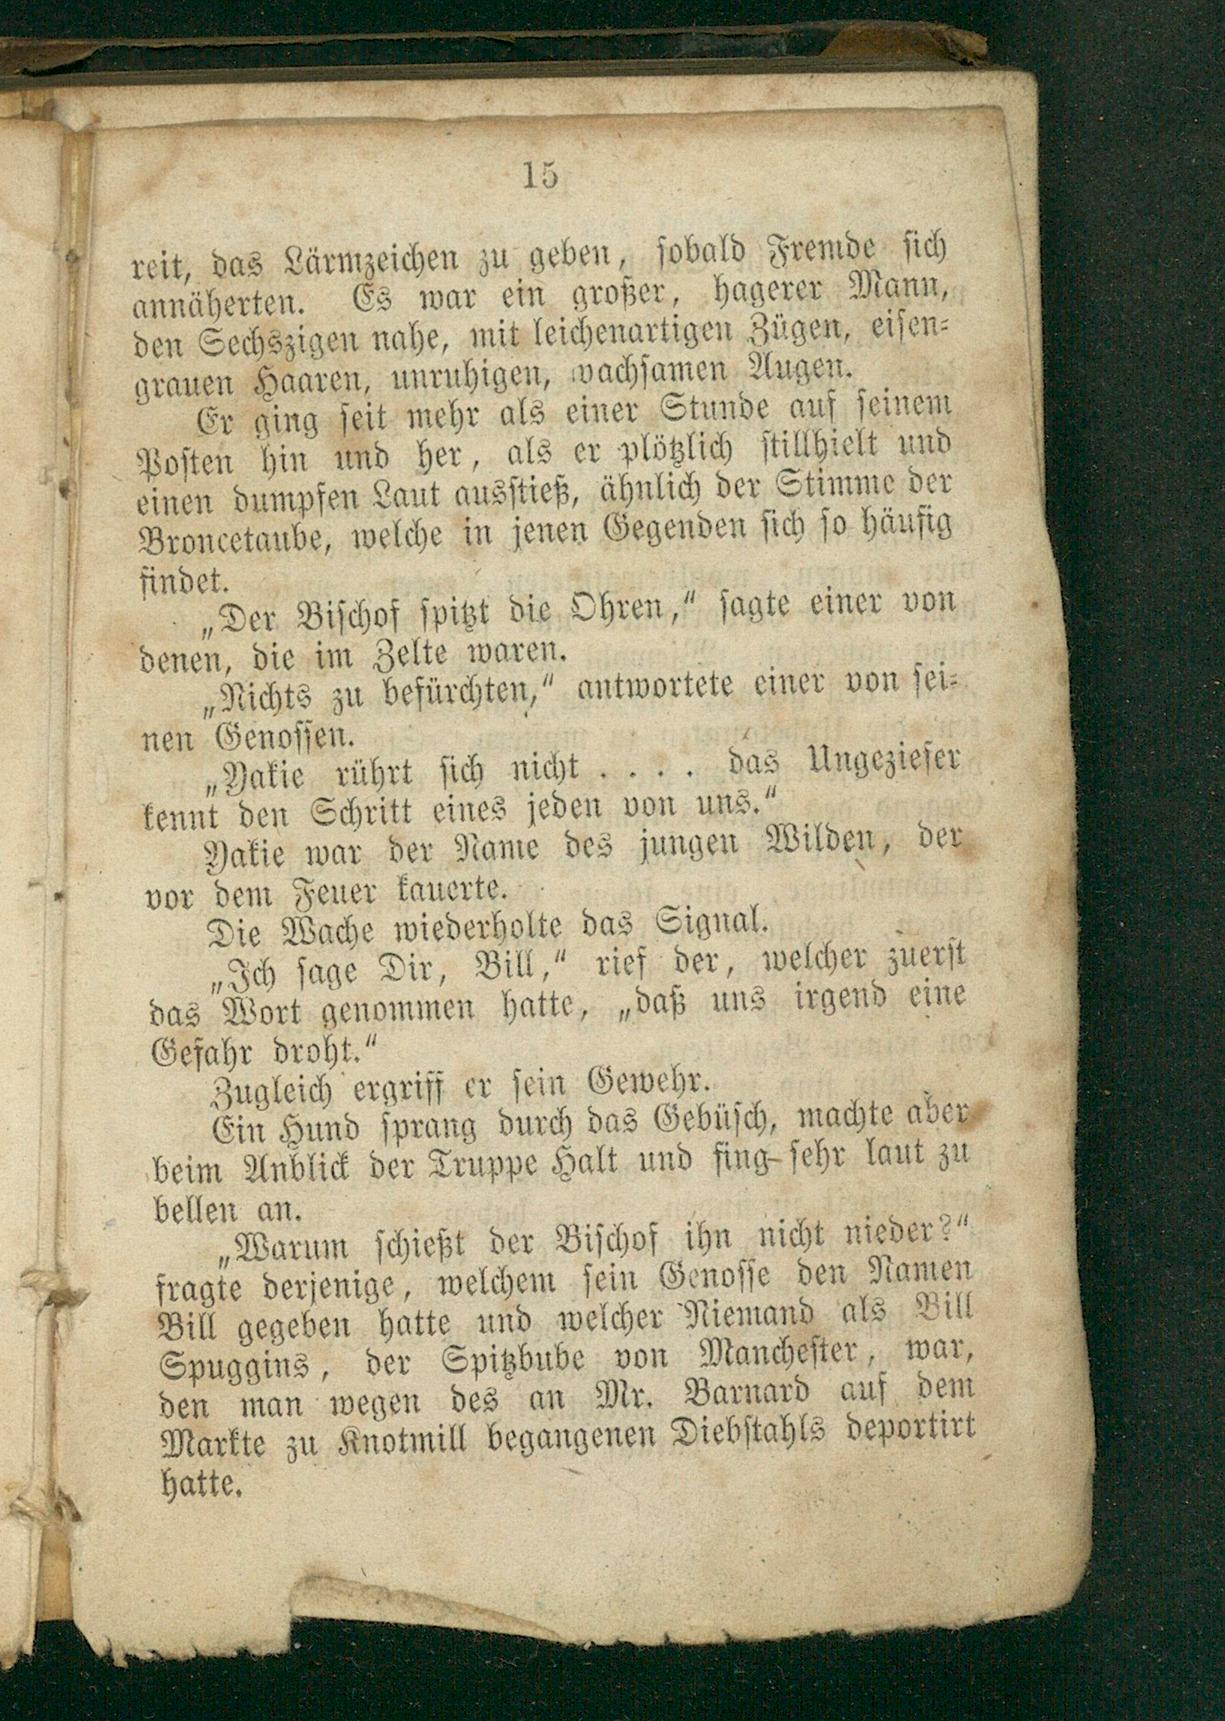 15
reit, das Lärmzeichen zu geben, sobald Fremde sich
annäherten. Es war ein großer, hagerer Mann,
den Sechszigen nahe, mit leichenartigen Zügen, eisen-
grauen Haaren, unruhigen, wachsamen Augen.
Er ging seit mehr als einer Stunde auf seinem
Posten hin und her, als er plötzlich stillhielt und
einen dumpfen Laut ausstieß, ähnlich der Stimme der
Broncetaube, welche in jenen Gegenden sich so häufig
findet.
„Der Bischof spitzt die Ohren,“ sagte einer von
denen, die im Zelte waren.
„Nichts zu befürchten,“ antwortete einer von sei-
nen Genossen.
„Yakie rührt sich nicht . . . . das Ungeziefer
kennt den Schritt eines jeden von uns.“
Yakie war der Name des jungen Wilden, der
vor dem Feuer kauerte.
Die Wache wiederholte das Signal.
„Ich sage Dir, Bill,“ rief der, welcher zuerst
das Wort genommen hatte, „daß uns irgend eine
Gefahr droht.“
Zugleich ergriff er sein Gewehr.
Ein Hund sprang durch das Gebüsch, machte aber
beim Anblick der Truppe Halt und fing sehr laut zu
bellen an.
„Warum schießt der Bischof ihn nicht nieder?“
fragte derjenige, welchem sein Genosse den Namen
Bill gegeben hatte und welcher Niemand als Bill
Spuggins, der Spitzbube von Manchester, war,
den man wegen des an Mr. Barnard auf dem
Markte zu Knotmill begangenen Diebstahls deportirt
hatte.